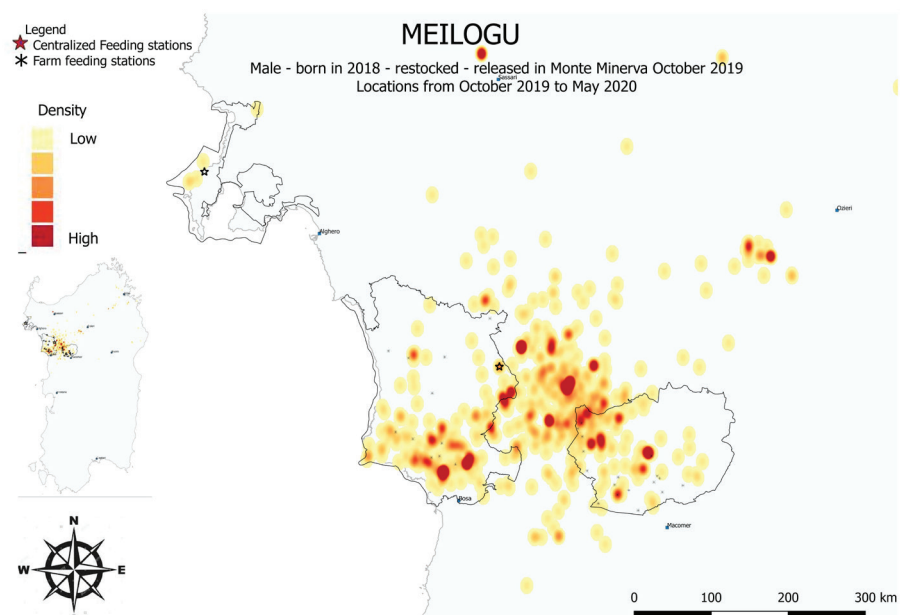 MEILOGU
Male - born in 2018 - restocked - released in Monte Minerva October 2019
Locations from October 2019 to May 2020
Legend
Centralized Feeding stations
Farm feeding stations
Density
Low
High
Sassari
Ozieri
Alghero
Bosa
Macomer
N
W E
S
0 100 200 300 km